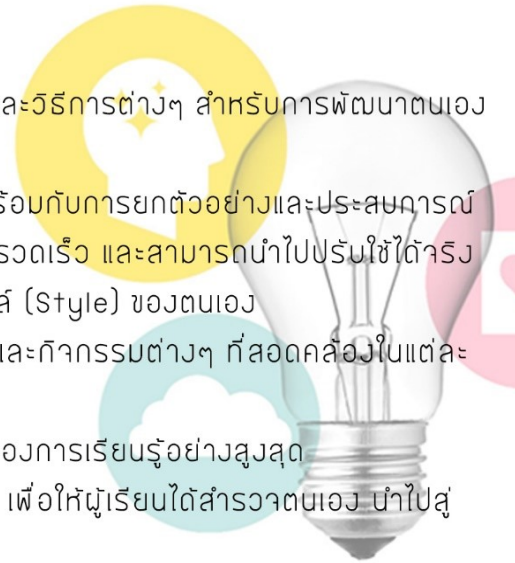 ละวิธีการต่างๆ สำหรับการพัฒนาตนเอง
ร้อมกับการยกตัวอย่างและประสบการณ์
รวดเร็ว และสามารถนำไปปรับใช้ได้จริง
ล์ (Style) ของตนเอง
และกิจกรรมต่างๆ ที่สอดคล้องในแต่ละ
องการเรียนรู้อย่างสูงสุด
เพื่อให้ผู้เรียนได้สำรวจตนเอง นำไปสู่